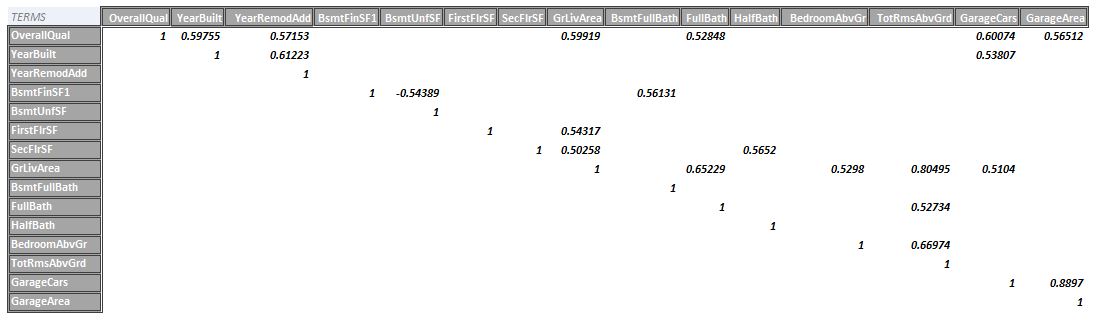 TERMS OverallQual YearBuilt YearRemodAdd BsmtFinSF1 BsmtUnfSF FirstFlrSF SecFlrSF GrLivArea BsmtFullBath FullBath HalfBath BedroomAbvGr TotRmsAbvGrd GarageCars GarageArea
OverallQual 1 0.59755 0.57153 0.59919 0.52848 0.60074 0.56512
YearBuilt 1 0.61223 0.53807
YearRemodAdd 1
BsmtFinSF1 1 -0.54389 0.56131
BsmtUnfSF 1
FirstFlrSF 1 0.54317
SecFlrSF 1 0.50258 0.5652
GrLivArea 1 0.65229 0.5298 0.80495 0.5104
BsmtFullBath 1
FullBath 1 0.52734
HalfBath 1
BedroomAbvGr 1 0.66974
TotRmsAbvGrd 1
GarageCars 1 0.8897
GarageArea 1